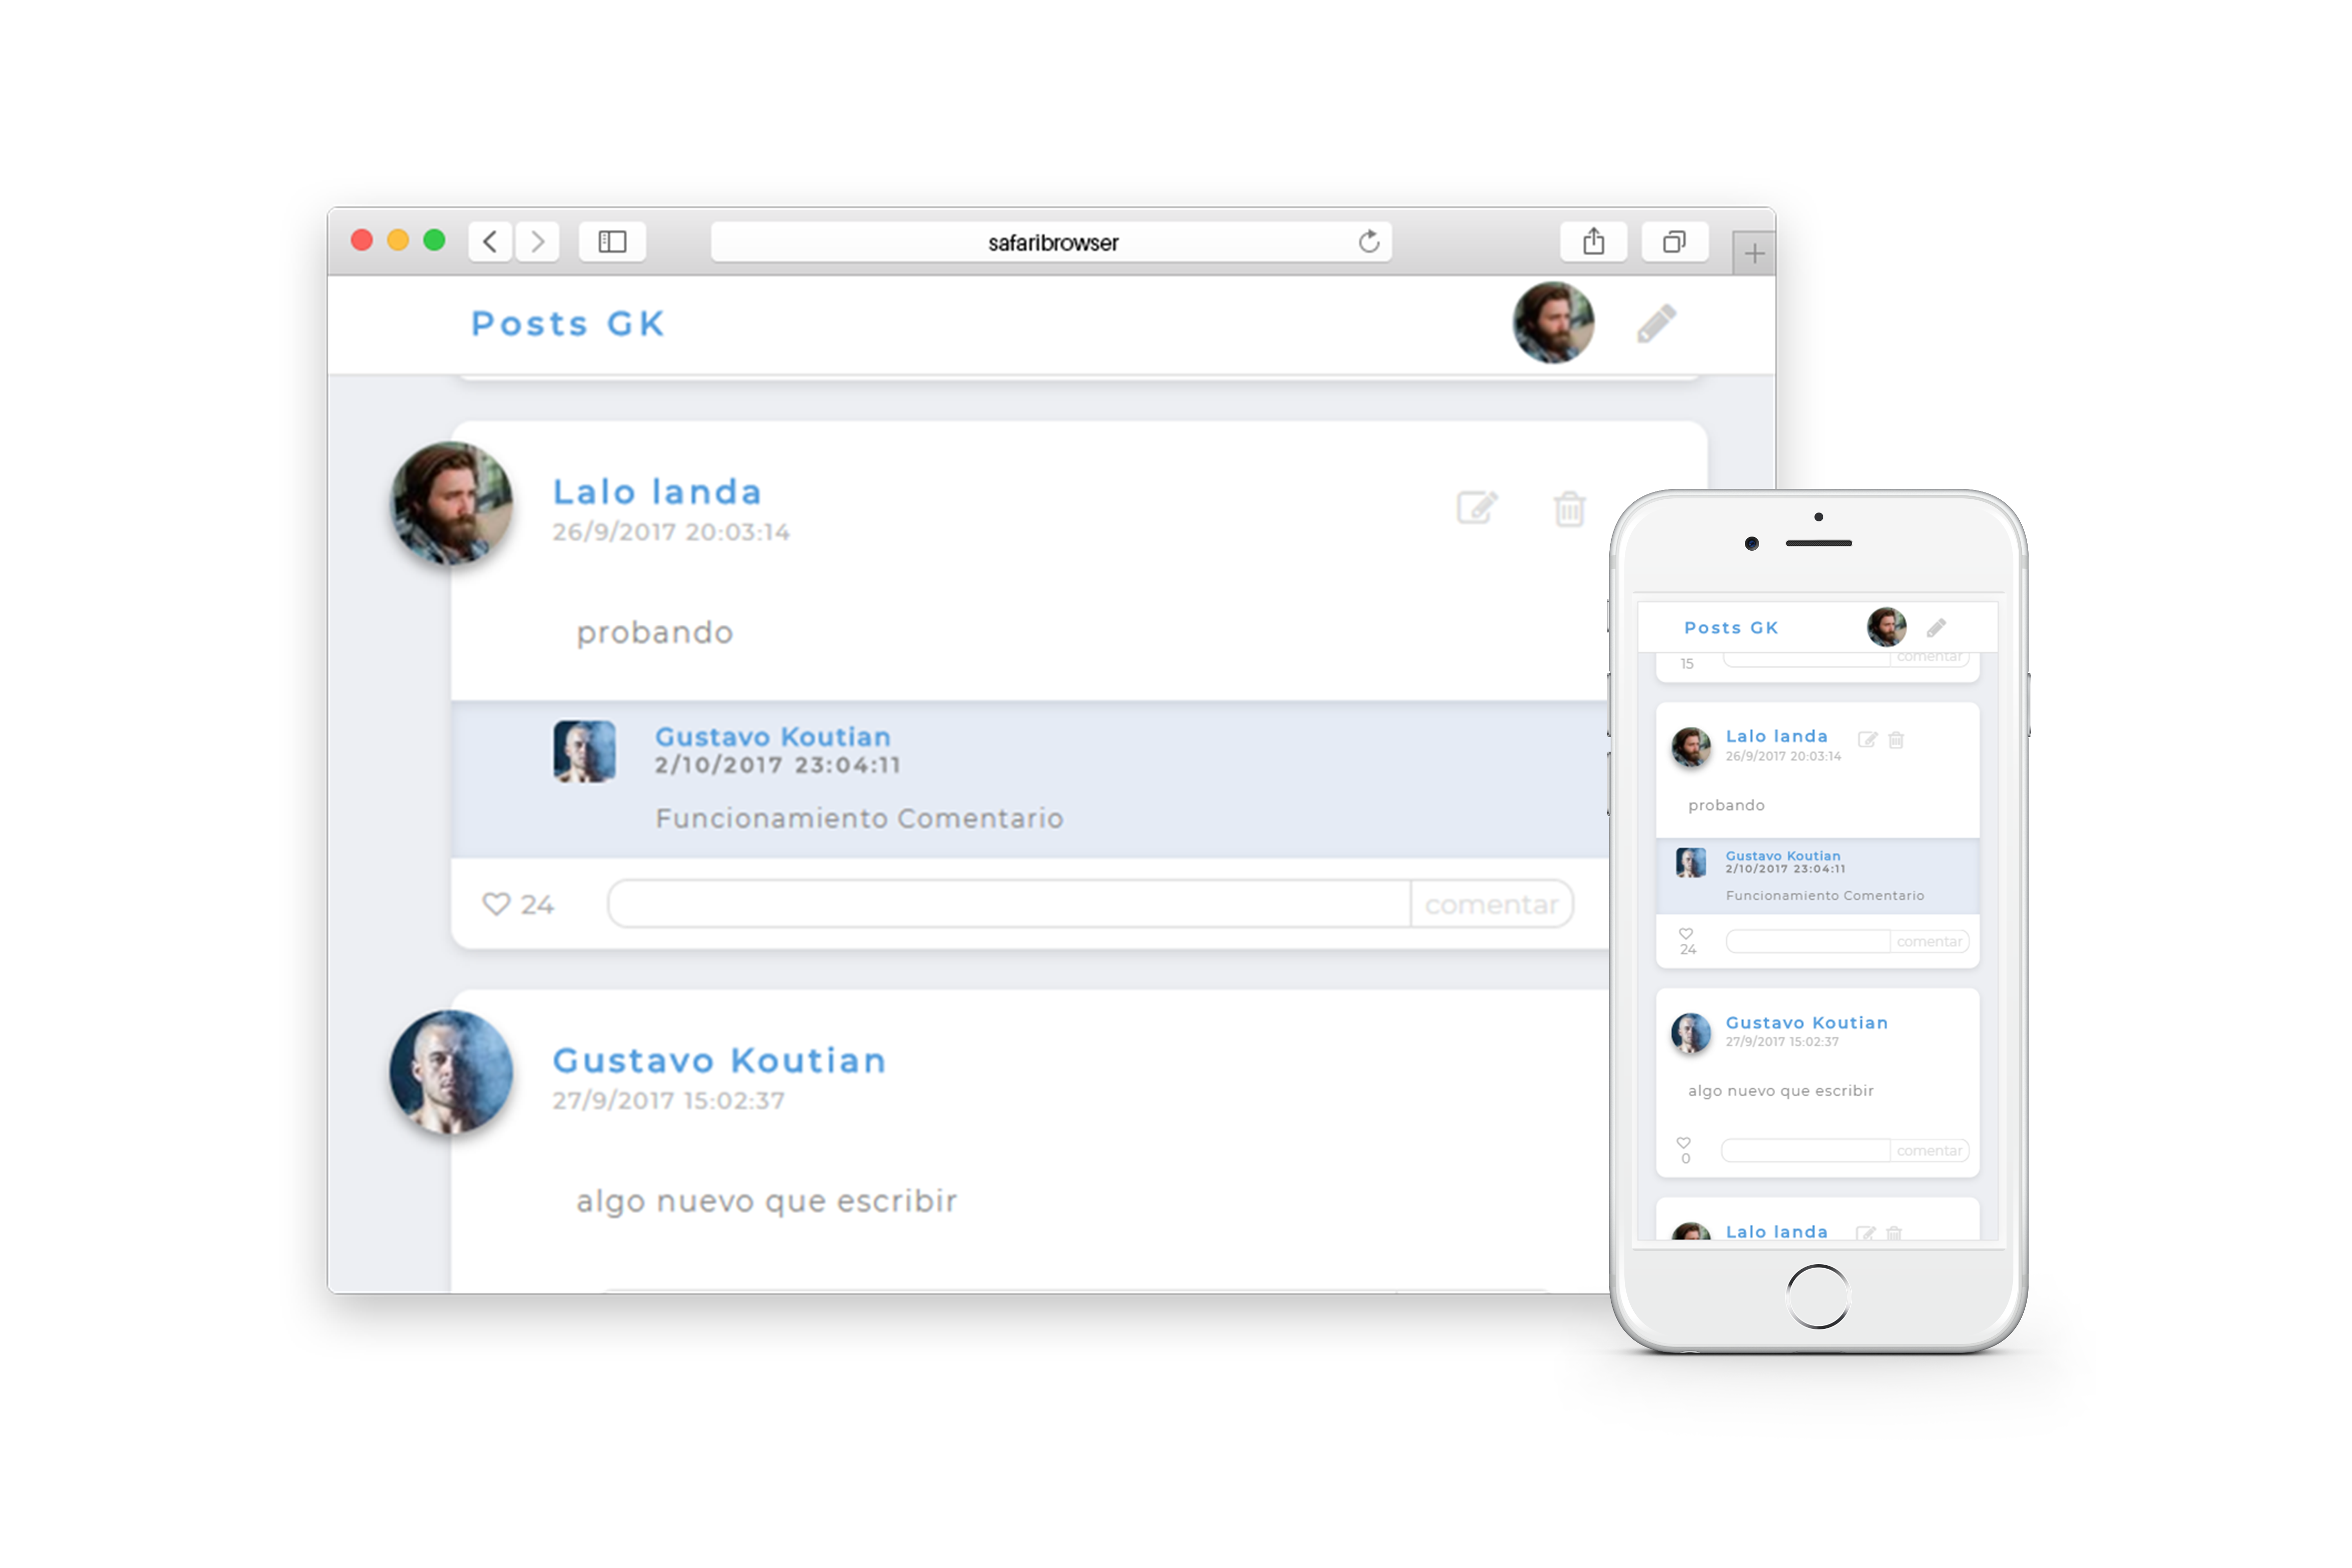 safaribrowser
Posts GK
Lalo landa
26/9/2017 20:03:14
probando
Gustavo Koutian
2/10/2017 23:04:11
Funcionamiento Comentario
24
comentar
Gustavo Koutian
27/9/2017 15:02:37
algo nuevo que escribir
Posts GK
15
comentar
Lalo landa
26/9/2017 20:03:14
probando
Gustavo Koutian
2/10/2017 23:04:11
Funcionamiento Comentario
24
comentar
Gustavo Koutian
27/9/2017 15:02:37
algo nuevo que escribir
0
comentar
Lalo landa